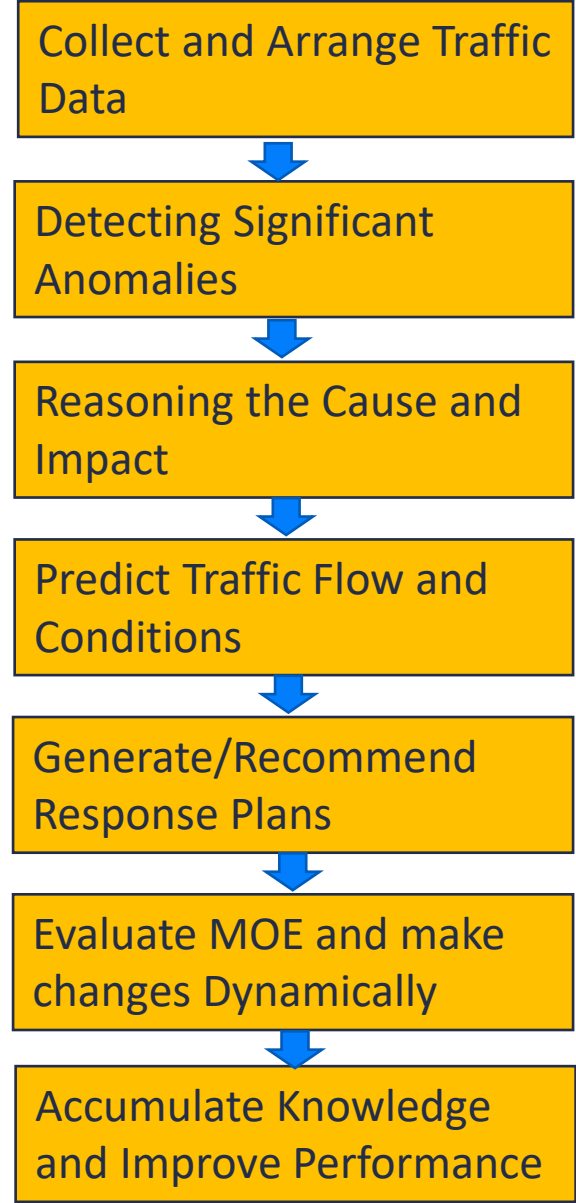 Collect and Arrange Traffic
Data
Detecting Significant
Anomalies
Reasoning the Cause and
Impact
Predict Traffic Flow and
Conditions
Generate/Recommend
Response Plans
Evaluate MOE and make
changes Dynamically
Accumulate Knowledge
and Improve Performance